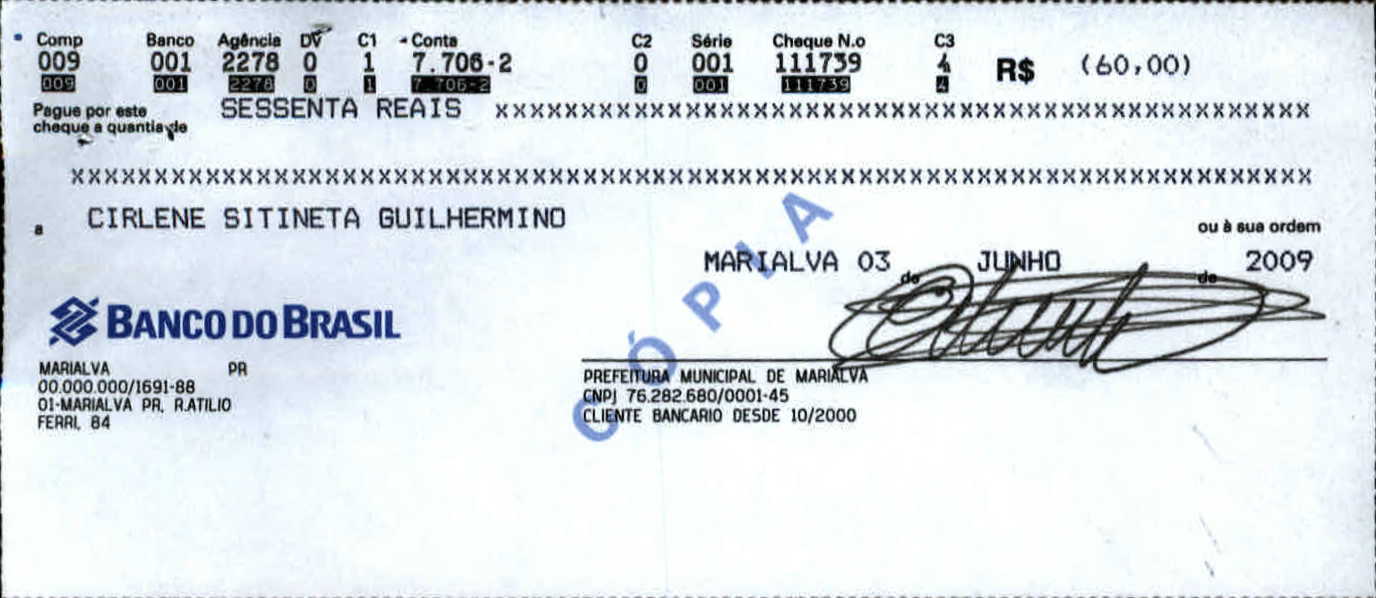 Comp Banco Agência DV C1 Conta C2 Série Cheque N.o C3
009 001 2278 0 1 7.706-2 0 001 111739 4 R$ (60,00)
009 001 2278 0 1 7.706-2 0 001 111739 4
Pague por este
cheque a quantia de SESSENTA REAIS xxxxxxxxxxxxxxxxxxxxxxxxxxxxxxxxxxxxxxxxxxxxxxxxx
xxxxxxxxxxxxxxxxxxxxxxxxxxxxxxxxxxxxxxxxxxxxxxxxxxxxxxxxxxxxxxxxxxxxxxxxxxx
a CIRLENE SITINETA GUILHERMINO ou à sua ordem
MARIALVA 03 de JUNHO de 2009
CÓPIA
BANCO DO BRASIL
MARIALVA PR
00.000.000/1691-88
01-MARIALVA PR. R.ATILIO
FERRI, 84
PREFEITURA MUNICIPAL DE MARIALVA
CNPJ 76.282.680/0001-45
CLIENTE BANCARIO DESDE 10/2000